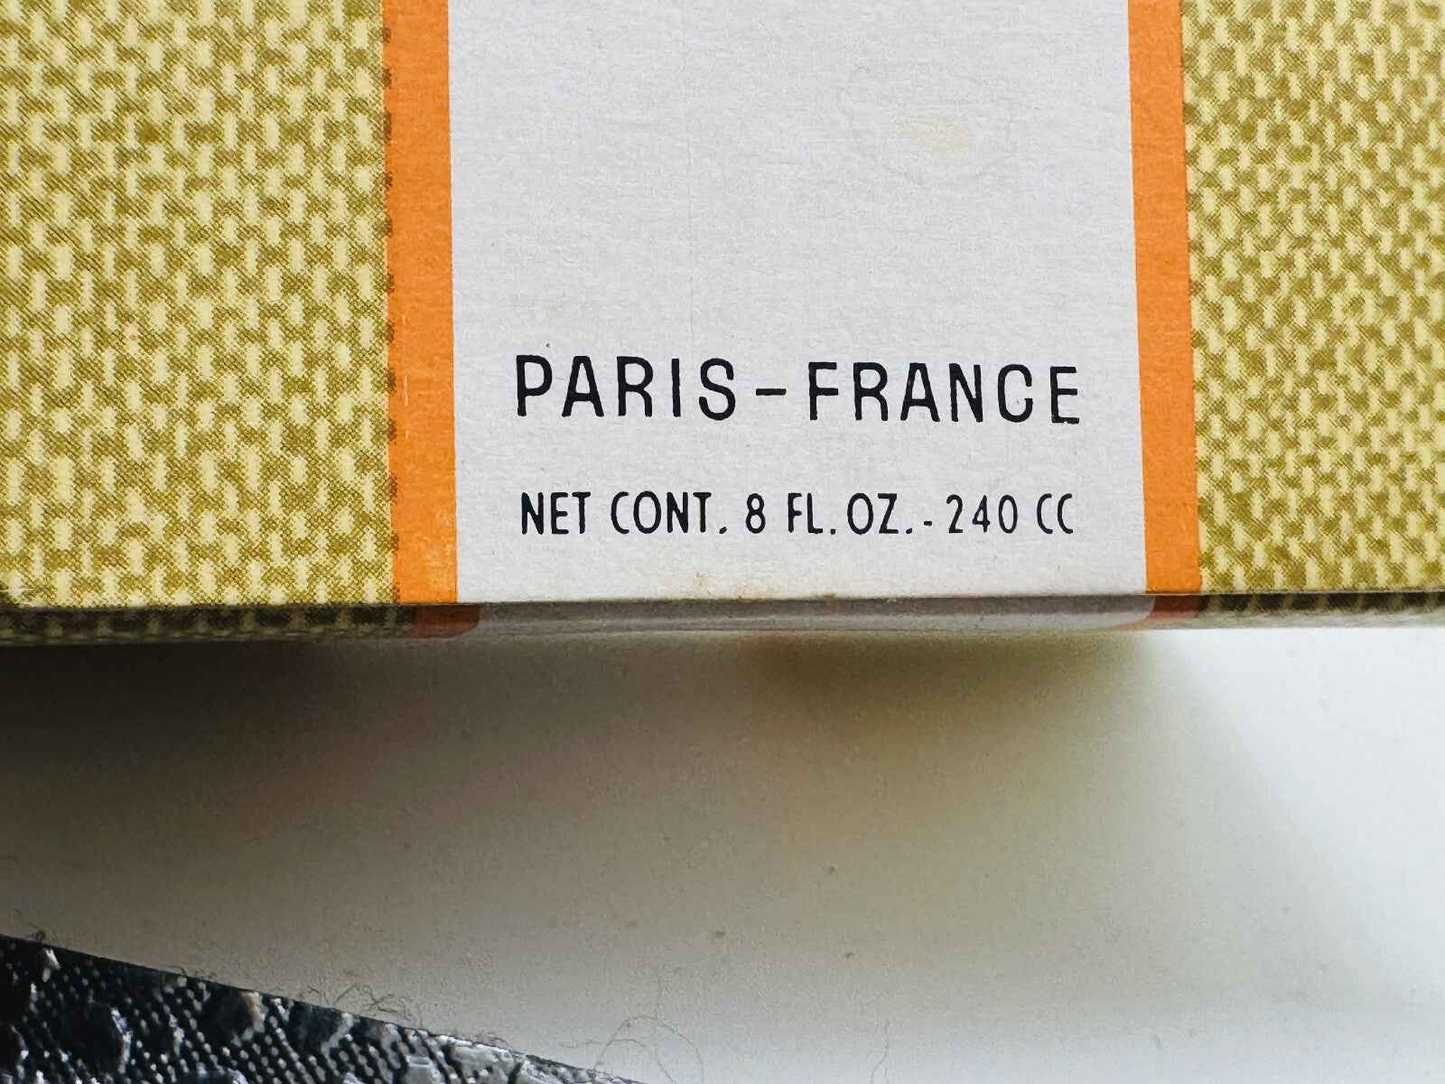 PARIS – FRANCE
NET CONT. 8 FL. OZ. - 240 CC